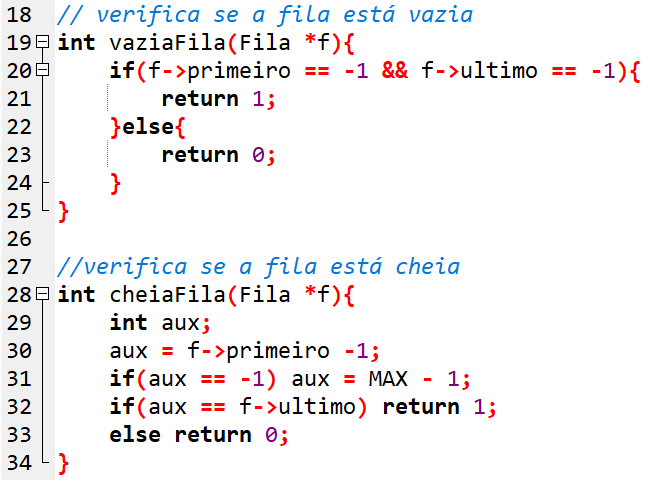 18 // verifica se a fila está vazia
19 int vaziaFila(Fila *f){
20     if(f->primeiro == -1 && f->ultimo == -1){
21         return 1;
22     }else{
23         return 0;
24     }
25 }
26
27 //verifica se a fila está cheia
28 int cheiaFila(Fila *f){
29     int aux;
30     aux = f->primeiro -1;
31     if(aux == -1) aux = MAX - 1;
32     if(aux == f->ultimo) return 1;
33     else return 0;
34 }